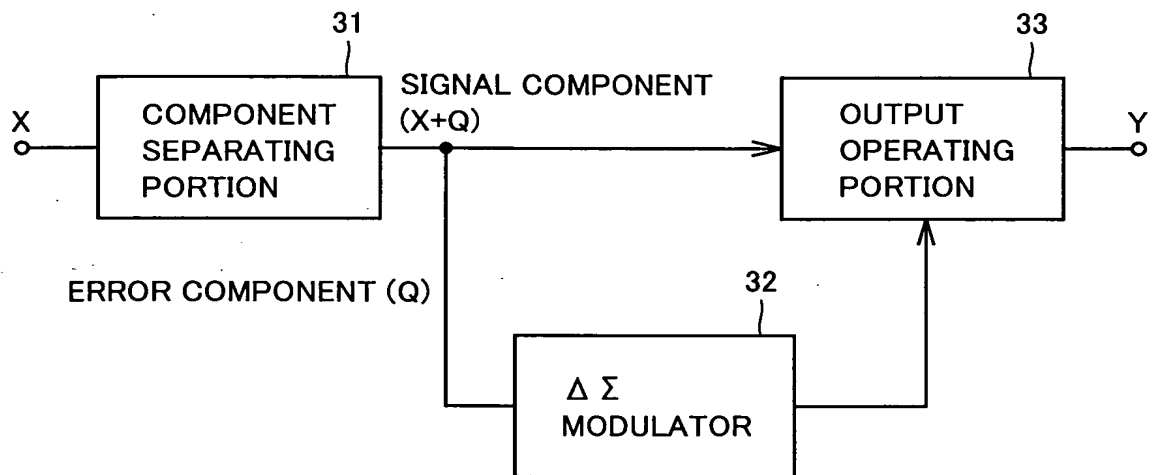 31
33
COMPONENT
SEPARATING
PORTION
SIGNAL COMPONENT
(X+Q)
OUTPUT
OPERATING
PORTION
X
Y
ERROR COMPONENT (Q)
32
Δ Σ
MODULATOR